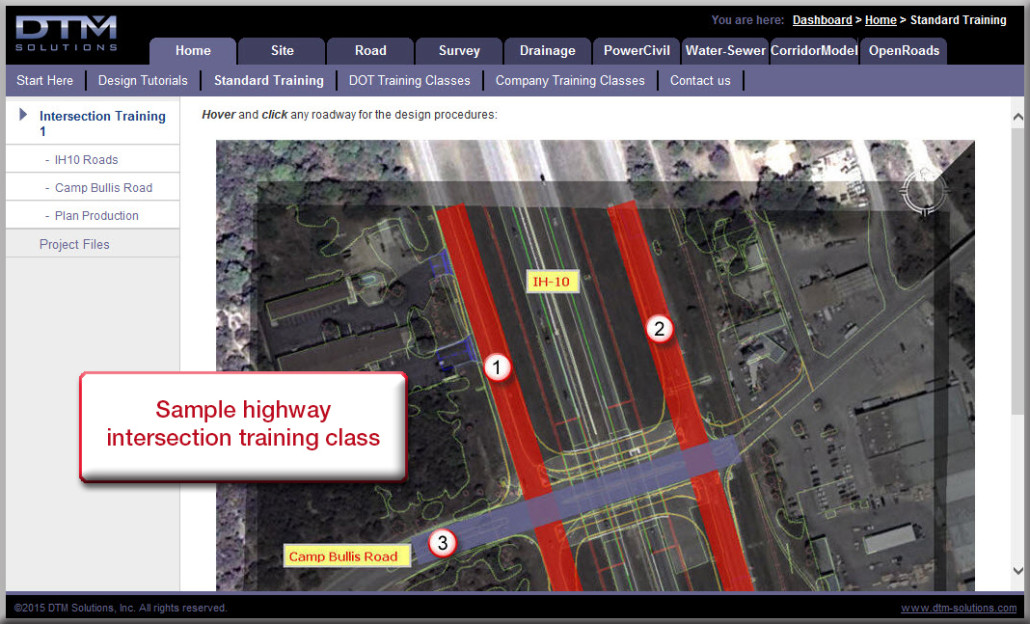 DTM
SOLUTIONS
You are here: Dashboard > Home > Standard Training
Home Site Road Survey Drainage PowerCivil Water-Sewer CorridorModel OpenRoads
Start Here Design Tutorials Standard Training DOT Training Classes Company Training Classes Contact us
Intersection Training
1
- IH10 Roads
- Camp Bullis Road
- Plan Production
Project Files
Hover and click any roadway for the design procedures:
IH-10
2
1
Sample highway
intersection training class
3
Camp Bullis Road
©2015 DTM Solutions, Inc. All rights reserved.
www.dtm-solutions.com